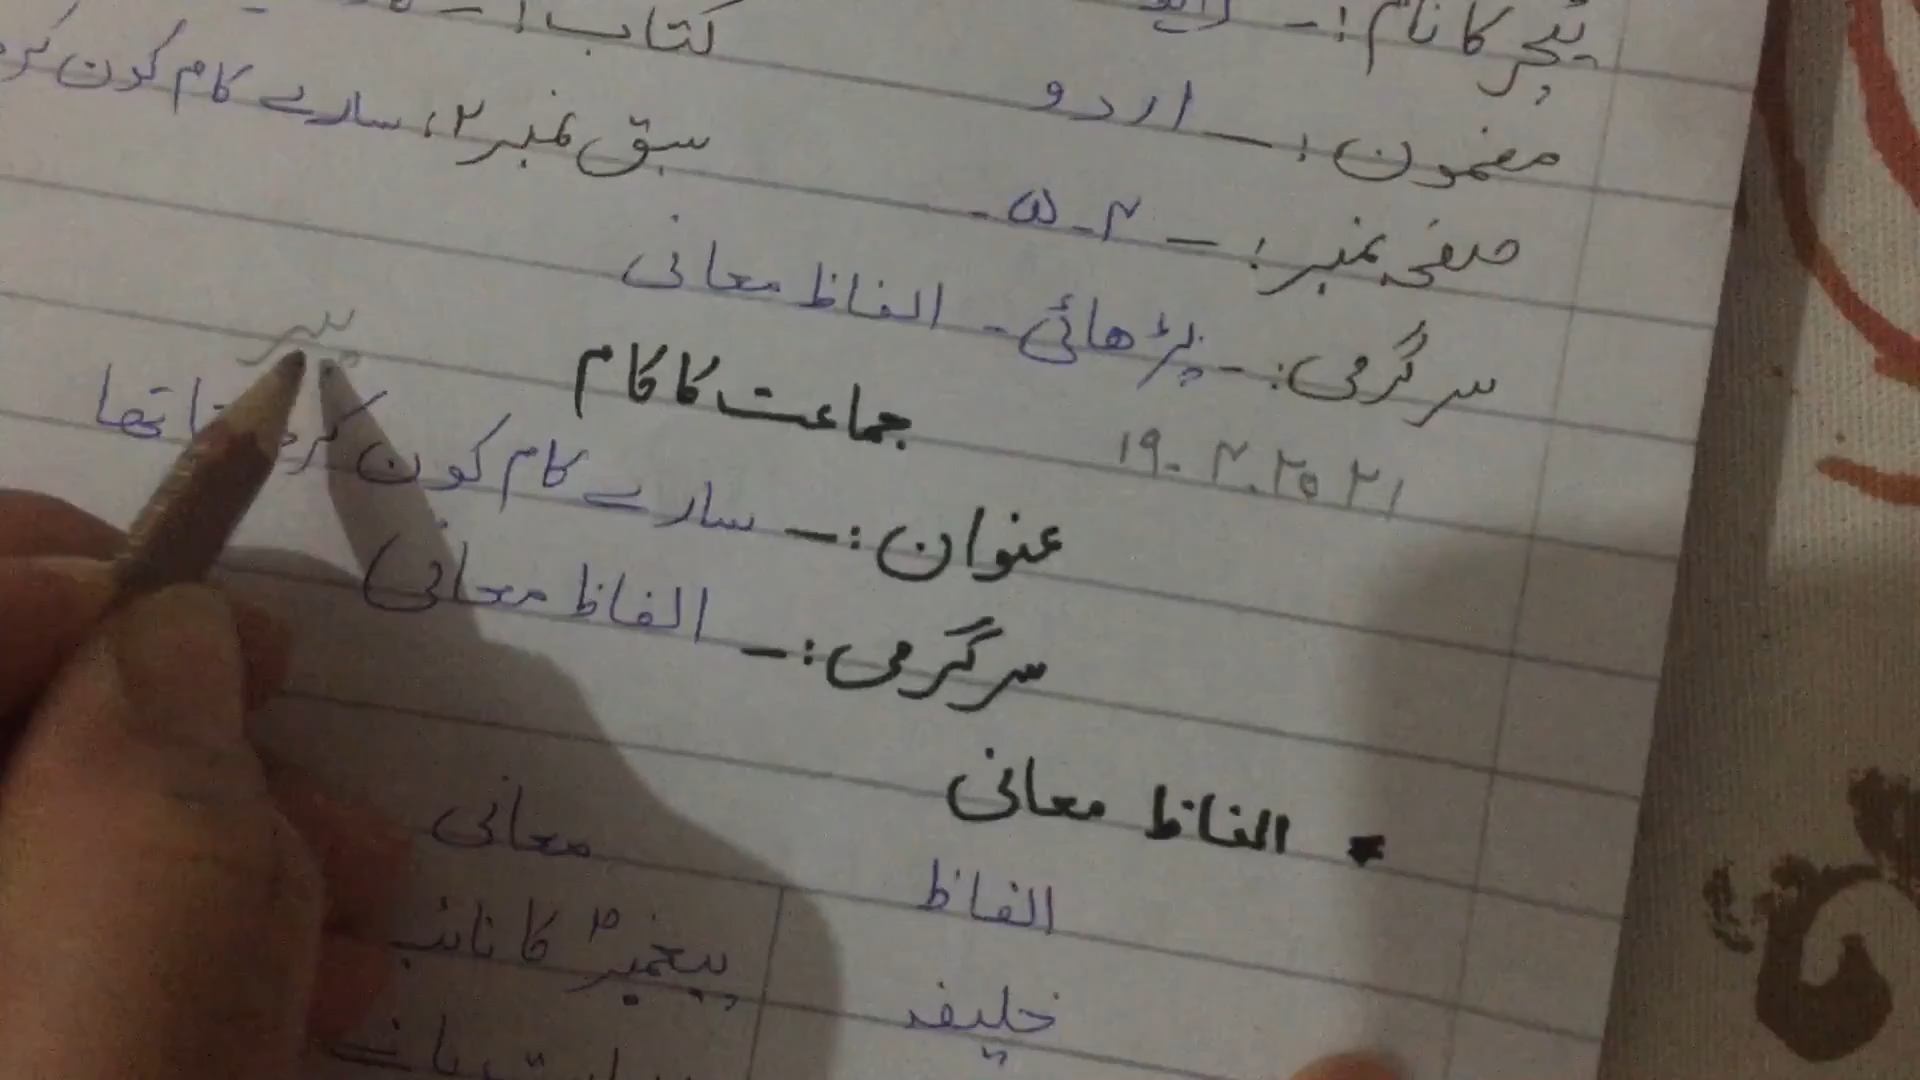 ٹیچر کا نام :- کتاب :-
مضمون :- اردو سبق نمبر ۲، سارے کام کون کر
صفحہ نمبر :- ۴-۵-
سرگرمی :- پڑھائی - الفاظ معانی
۱۹-۴-۲۰۲۱ جماعت کا کام پیر
عنوان :- سارے کام کون کرتا تھا
سرگرمی :- الفاظ معانی
الفاظ معانی
الفاظ معانی
خلیفہ پیغمبرؐ کا نائب